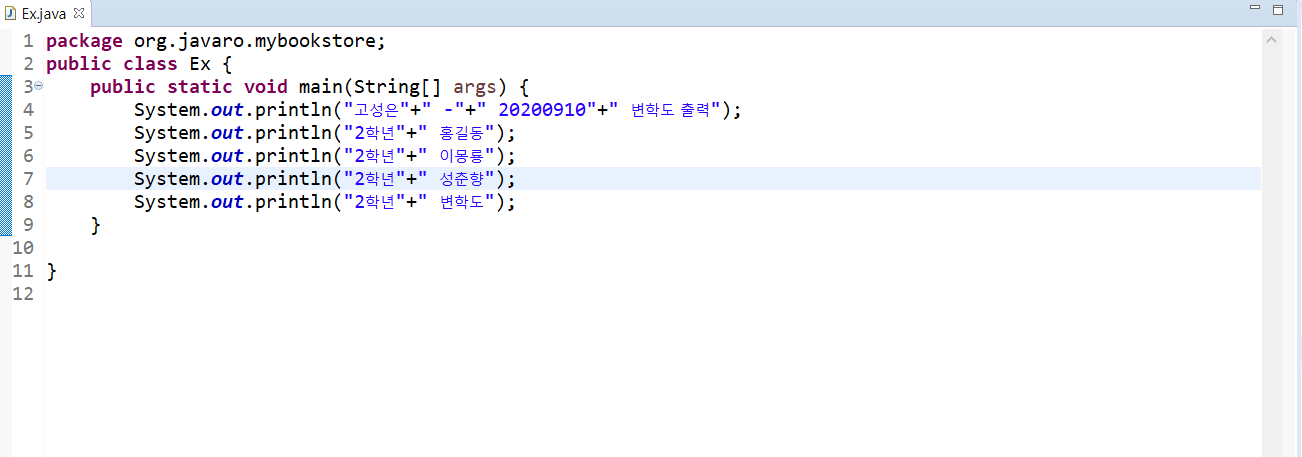 Ex.java
1 package org.javaro.mybookstore;
2 public class Ex {
3 public static void main(String[] args) {
4 System.out.println("고성은"+" -"+" 20200910"+" 변학도 출력");
5 System.out.println("2학년"+" 홍길동");
6 System.out.println("2학년"+" 이몽룡");
7 System.out.println("2학년"+" 성춘향");
8 System.out.println("2학년"+" 변학도");
9 }
10
11 }
12